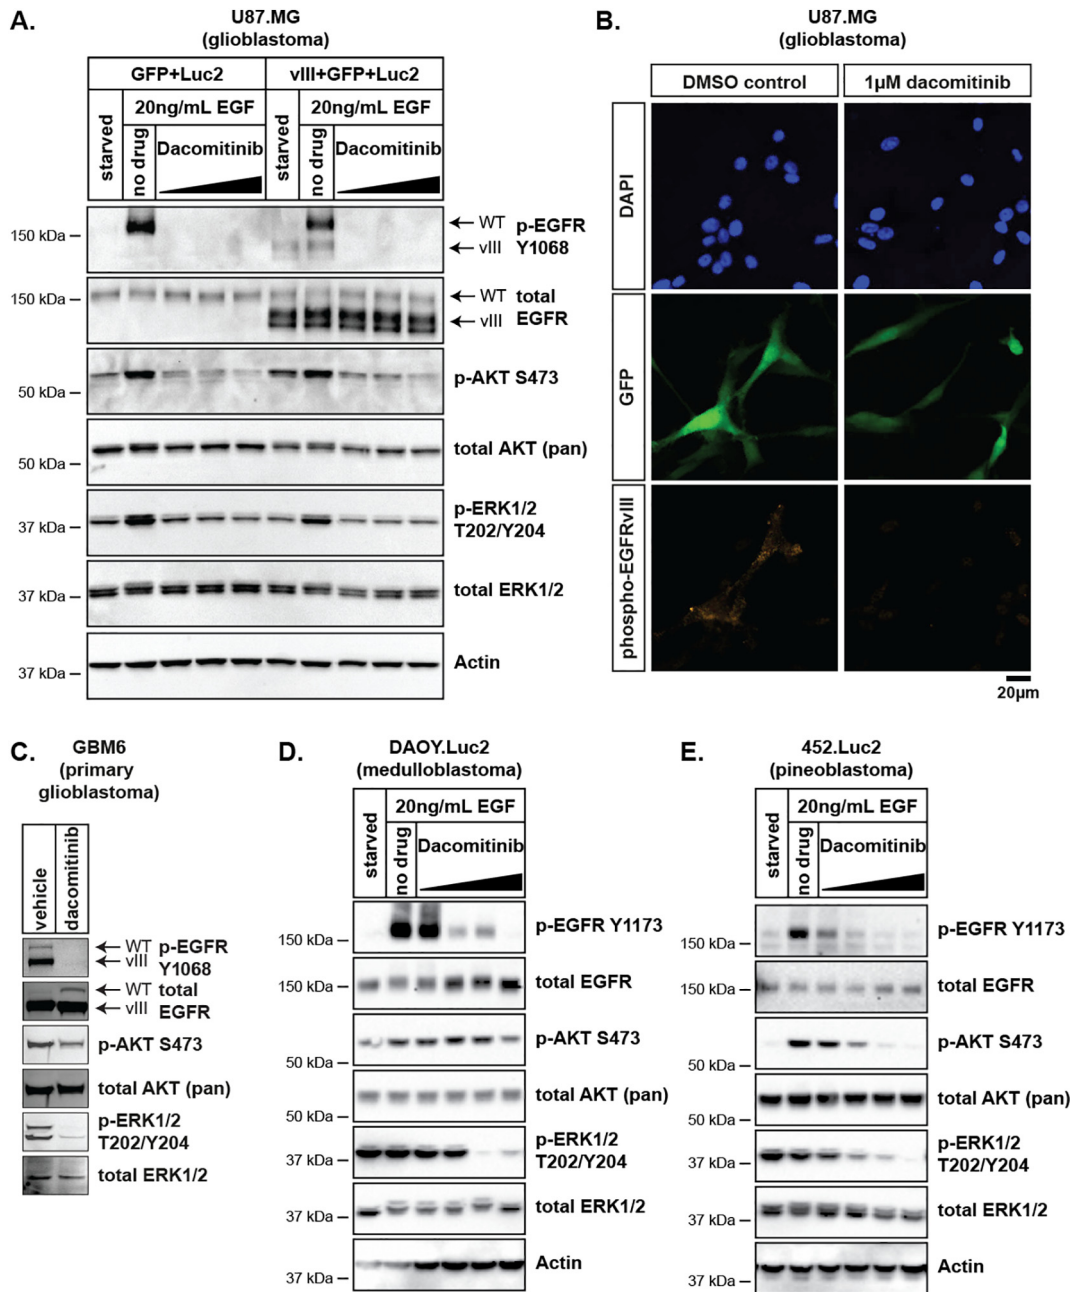 A.
U87.MG
(glioblastoma)
GFP+Luc2
vIII+GFP+Luc2
starved
20ng/mL EGF
no drug
Dacomitinib
starved
20ng/mL EGF
no drug
Dacomitinib
150 kDa
WT p-EGFR
vIII Y1068
150 kDa
WT total
vIII EGFR
50 kDa
p-AKT S473
50 kDa
total AKT (pan)
37 kDa
p-ERK1/2
T202/Y204
37 kDa
total ERK1/2
37 kDa
Actin
B.
U87.MG
(glioblastoma)
DMSO control
1µM dacomitinib
DAPI
GFP
phospho-EGFRvIII
20µm
C.
GBM6
(primary
glioblastoma)
vehicle
dacomitinib
WT p-EGFR
vIII Y1068
WT total
vIII EGFR
p-AKT S473
total AKT (pan)
p-ERK1/2
T202/Y204
total ERK1/2
D.
DAOY.Luc2
(medulloblastoma)
starved
20ng/mL EGF
no drug
Dacomitinib
150 kDa
p-EGFR Y1173
150 kDa
total EGFR
50 kDa
p-AKT S473
50 kDa
total AKT (pan)
37 kDa
p-ERK1/2
T202/Y204
37 kDa
total ERK1/2
37 kDa
Actin
E.
452.Luc2
(pineoblastoma)
starved
20ng/mL EGF
no drug
Dacomitinib
150 kDa
p-EGFR Y1173
150 kDa
total EGFR
50 kDa
p-AKT S473
50 kDa
total AKT (pan)
37 kDa
p-ERK1/2
T202/Y204
37 kDa
total ERK1/2
37 kDa
Actin